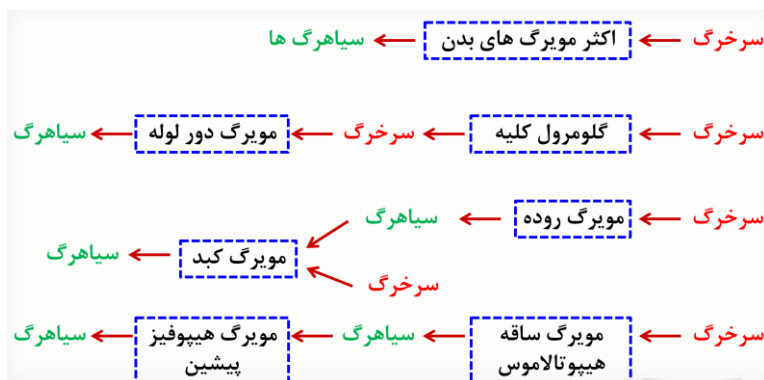 سرخرگ اکثر مویرگ های بدن سیاهرگ ها
سرخرگ گلومرول کلیه سرخرگ مویرگ دور لوله سیاهرگ
سرخرگ مویرگ روده سیاهرگ
مویرگ کبد سیاهرگ
سرخرگ
سرخرگ مویرگ ساقه هیپوتالاموس سیاهرگ مویرگ هیپوفیز پیشین سیاهرگ